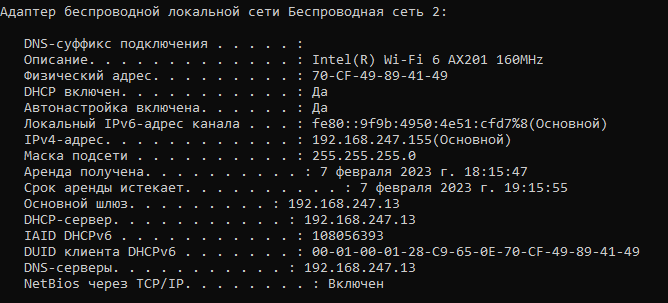 Адаптер беспроводной локальной сети Беспроводная сеть 2:
DNS-суффикс подключения . . . . . :
Описание. . . . . . . . . . . . . : Intel(R) Wi-Fi 6 AX201 160MHz
Физический адрес. . . . . . . . . : 70-CF-49-89-41-49
DHCP включен. . . . . . . . . . . : Да
Автонастройка включена. . . . . . : Да
Локальный IPv6-адрес канала . . . : fe80::9f9b:4950:4e51:cfd7%8(Основной)
IPv4-адрес. . . . . . . . . . . . : 192.168.247.155(Основной)
Маска подсети . . . . . . . . . . : 255.255.255.0
Аренда получена. . . . . . . . . . : 7 февраля 2023 г. 18:15:47
Срок аренды истекает. . . . . . . . . . : 7 февраля 2023 г. 19:15:55
Основной шлюз. . . . . . . . . : 192.168.247.13
DHCP-сервер. . . . . . . . . . . : 192.168.247.13
IAID DHCPv6 . . . . . . . . . . . : 108056393
DUID клиента DHCPv6 . . . . . . . : 00-01-00-01-28-C9-65-0E-70-CF-49-89-41-49
DNS-серверы. . . . . . . . . . . : 192.168.247.13
NetBios через TCP/IP. . . . . . . . : Включен